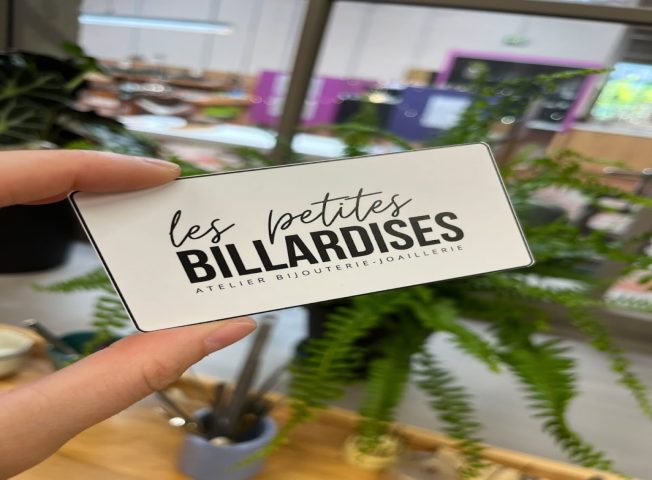 les petites
BILLARDISES
ATELIER BIJOUTERIE-JOAILLERIE